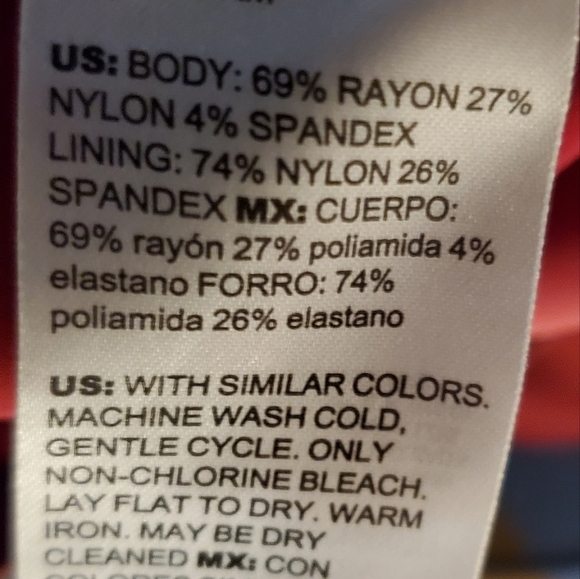 US: BODY: 69% RAYON 27%
NYLON 4% SPANDEX
LINING: 74% NYLON 26%
SPANDEX MX: CUERPO:
69% rayón 27% poliamida 4%
elastano FORRO: 74%
poliamida 26% elastano
US: WITH SIMILAR COLORS.
MACHINE WASH COLD,
GENTLE CYCLE. ONLY
NON-CHLORINE BLEACH.
LAY FLAT TO DRY. WARM
IRON. MAY BE DRY
CLEANED MX: CON